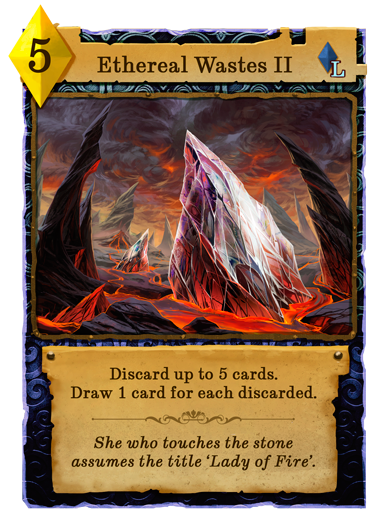 5
Ethereal Wastes II
L
Discard up to 5 cards.
Draw 1 card for each discarded.
She who touches the stone
assumes the title ‘Lady of Fire’.